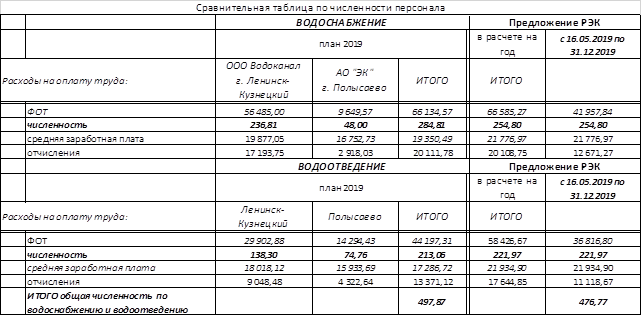 Сравнительная таблица по численности персонала
ВОДОСНАБЖЕНИЕ Предложение РЭК
план 2019 в расчете на год с 16.05.2019 по 31.12.2019
Расходы на оплату труда: ООО Водоканал г. Ленинск-Кузнецкий АО "ЭК" г. Полысаево ИТОГО ИТОГО
ФОТ 56 485,00 9 649,57 66 134,57 66 585,27 41 957,84
численность 236,81 48,00 284,81 254,80 254,80
средняя заработная плата 19 877,05 16 752,73 19 350,49 21 776,97 21 776,97
отчисления 17 193,75 2 918,03 20 111,78 20 108,75 12 671,27
ВОДООТВЕДЕНИЕ Предложение РЭК
план 2019 в расчете на год с 16.05.2019 по 31.12.2019
Расходы на оплату труда: Ленинск-Кузнецкий Полысаево ИТОГО ИТОГО
ФОТ 29 902,88 14 294,43 44 197,31 58 426,67 36 816,80
численность 138,30 74,76 213,06 221,97 221,97
средняя заработная плата 18 018,12 15 933,69 17 286,72 21 934,90 21 934,90
отчисления 9 048,48 4 322,64 13 371,12 17 644,85 11 118,67
ИТОГО общая численность по водоснабжению и водоотведению 497,87 476,77